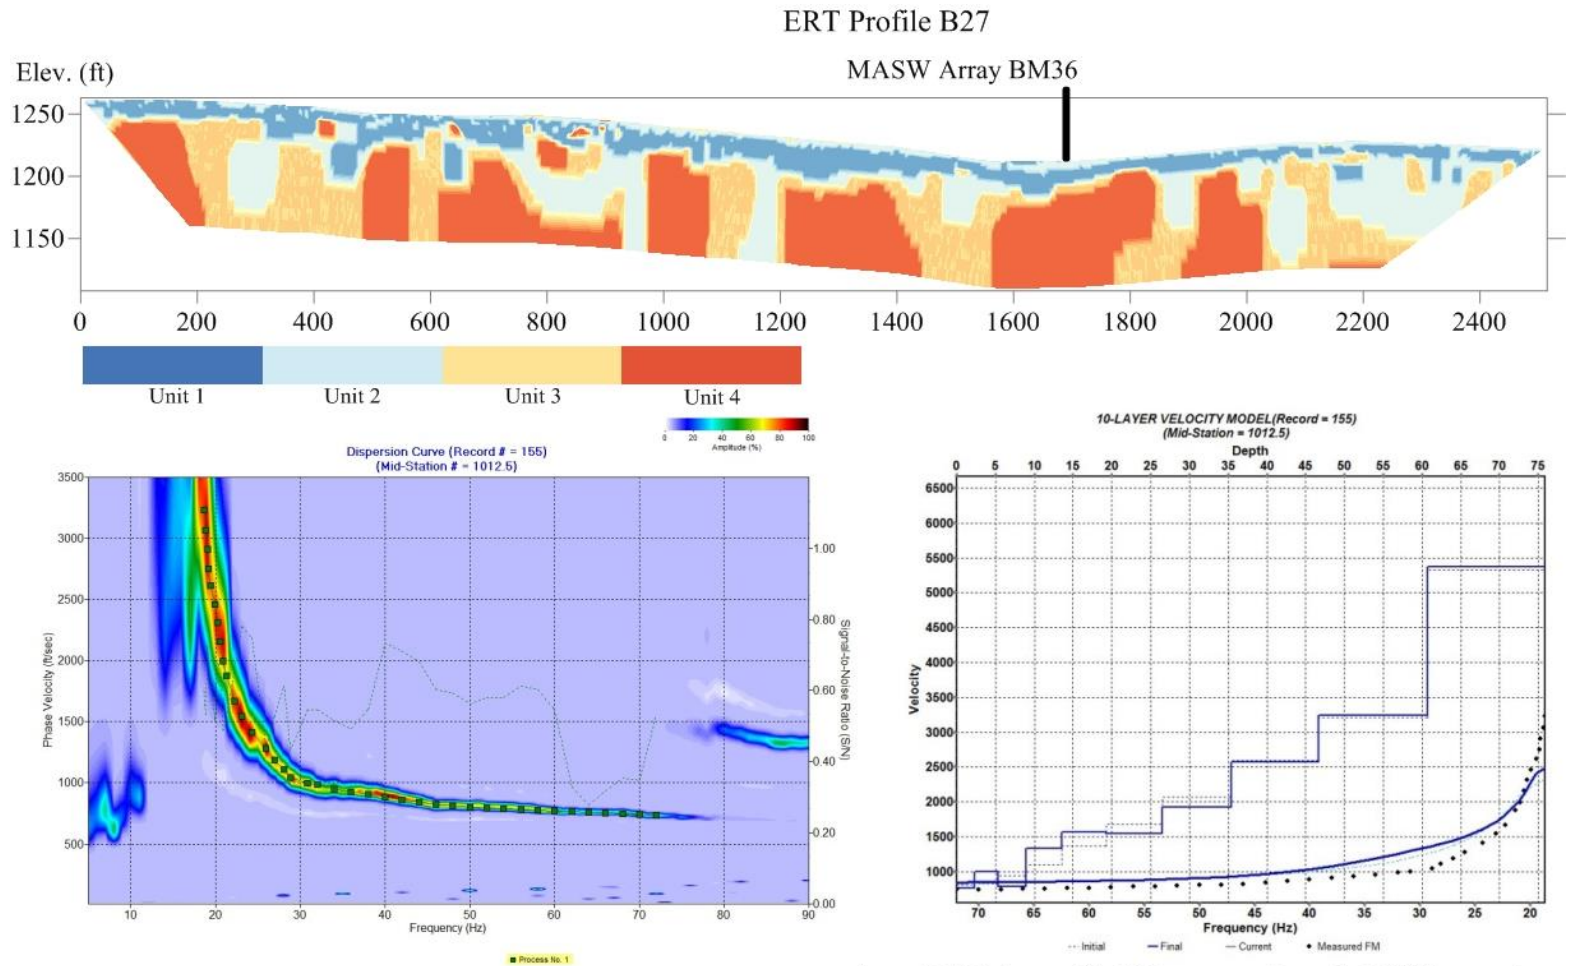 ERT Profile B27
MASW Array BM36
Elev. (ft)
1250
1200
1150
0 200 400 600 800 1000 1200 1400 1600 1800 2000 2200 2400
Unit 1 Unit 2 Unit 3 Unit 4
0 20 40 60 80 100
Amplitude (%)
Dispersion Curve (Record # = 155)
(Mid-Station # = 1012.5)
Phase Velocity (ft/sec)
3500
3000
2500
2000
1500
1000
500
10 20 30 40 50 60 70 80 90
Frequency (Hz)
1.00
0.80
0.60
0.40
0.20
0.00
Signal-to-Noise Ratio (S/N)
Process No. 1
10-LAYER VELOCITY MODEL(Record = 155)
(Mid-Station = 1012.5)
Depth
0 5 10 15 20 25 30 35 40 45 50 55 60 65 70 75
Velocity
6500
6000
5500
5000
4500
4000
3500
3000
2500
2000
1500
1000
70 65 60 55 50 45 40 35 30 25 20
Frequency (Hz)
Initial Final Current Measured FM